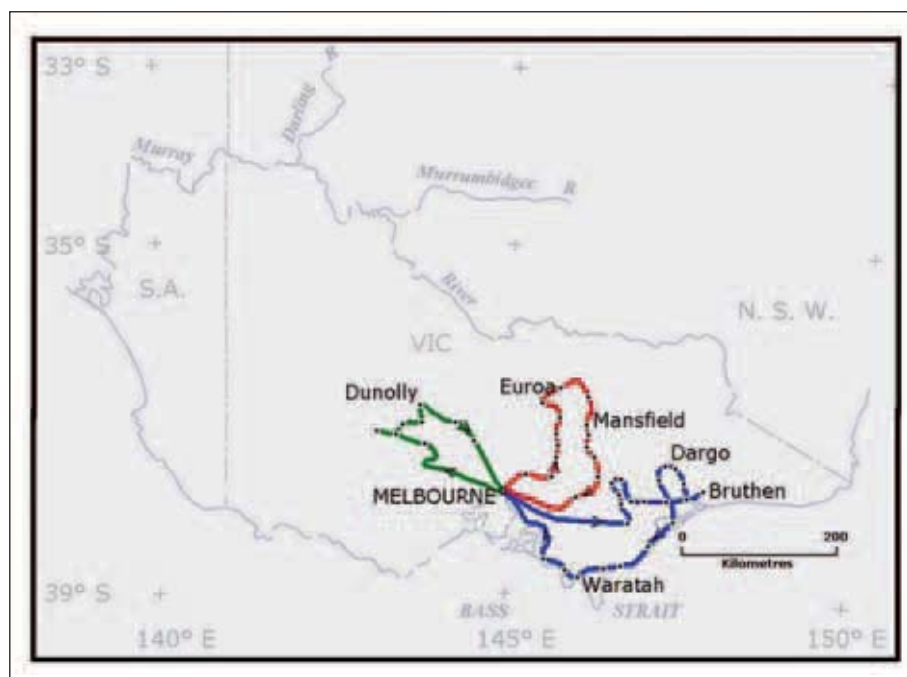 33° S
Darling
R
Murray
Murrumbidgee R
35° S
S.A.
River
N. S. W.
VIC
Dunolly
Euroa
Mansfield
Dargo
MELBOURNE
Bruthen
0 200
Kilometres
Waratah
39° S
BASS STRAIT
140° E 145° E 150° E